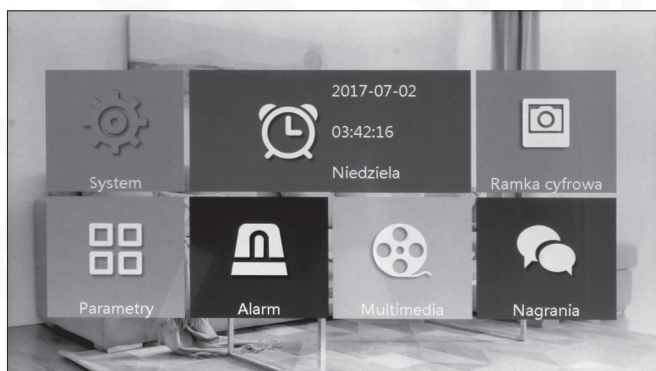 2017-07-02
03:42:16
Niedziela
System
Ramka cyfrowa
Parametry
Alarm
Multimedia
Nagrania